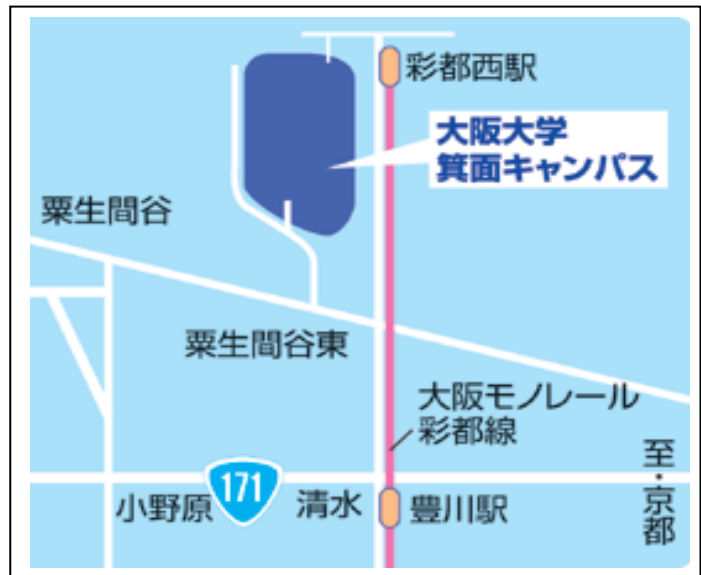 彩都西駅
大阪大学
箕面キャンパス
粟生間谷
粟生間谷東
大阪モノレール
彩都線
至・京都
171
小野原
清水
豊川駅